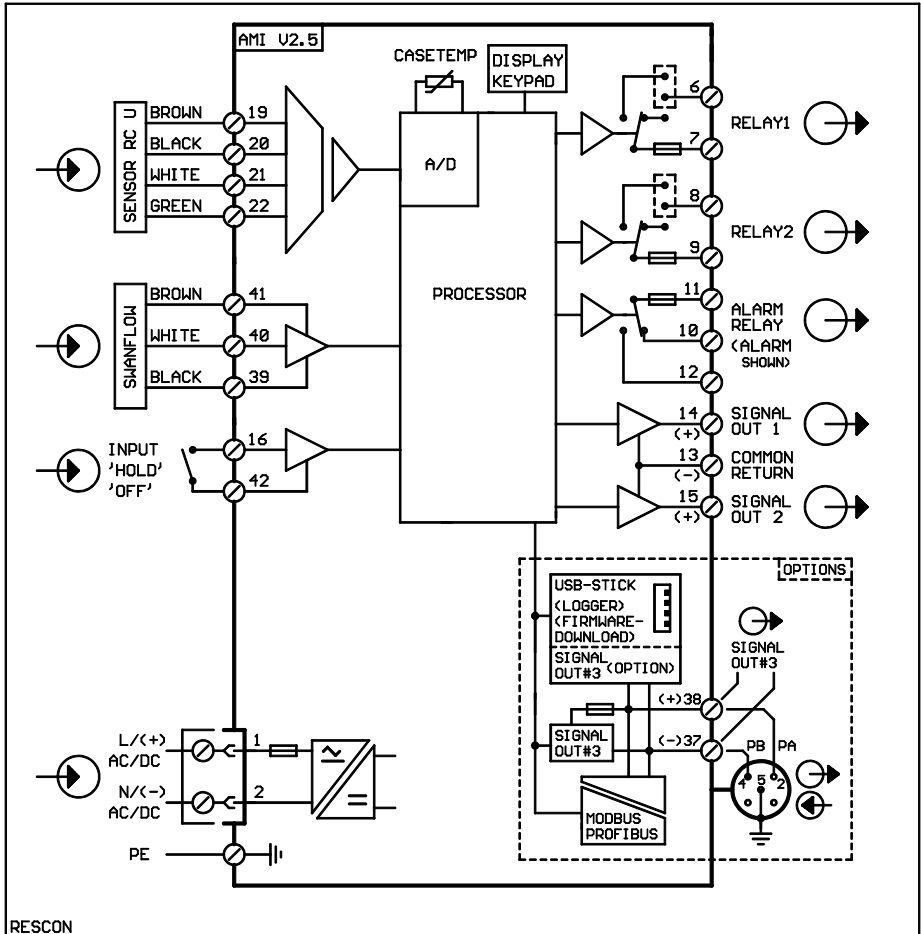 AMI V2.5
CASETEMP
DISPLAY
KEYPAD
SENSOR RC U
BROWN
19
BLACK
20
WHITE
21
GREEN
22
A/D
PROCESSOR
6
7
RELAY1
8
9
RELAY2
11
10
12
ALARM
RELAY
(ALARM
SHOWN)
SWANFLOW
BROWN
41
WHITE
40
BLACK
39
INPUT
'HOLD'
'OFF'
16
42
14
(+)
SIGNAL
OUT 1
13
(-)
COMMON
RETURN
15
(+)
SIGNAL
OUT 2
OPTIONS
USB-STICK
(LOGGER)
(FIRMWARE-
DOWNLOAD)
SIGNAL
OUT#3 (OPTION)
SIGNAL
OUT#3
(+)38
SIGNAL
OUT#3
(-)37
PB PA
4 5 2
MODBUS
PROFIBUS
L/(+)
AC/DC
1
N/(-)
AC/DC
2
PE
RESCON